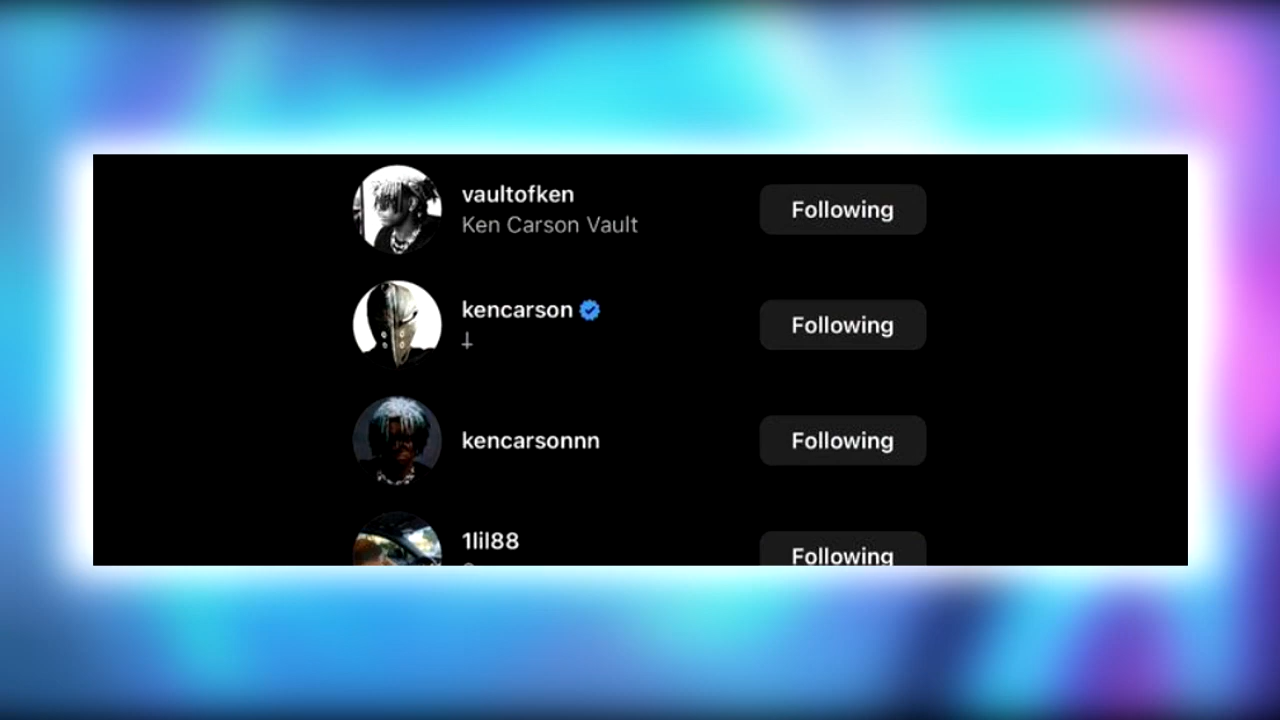 vaultofken
Ken Carson Vault
Following
kencarson
⸸
Following
kencarsonnn
Following
1lil88
Following